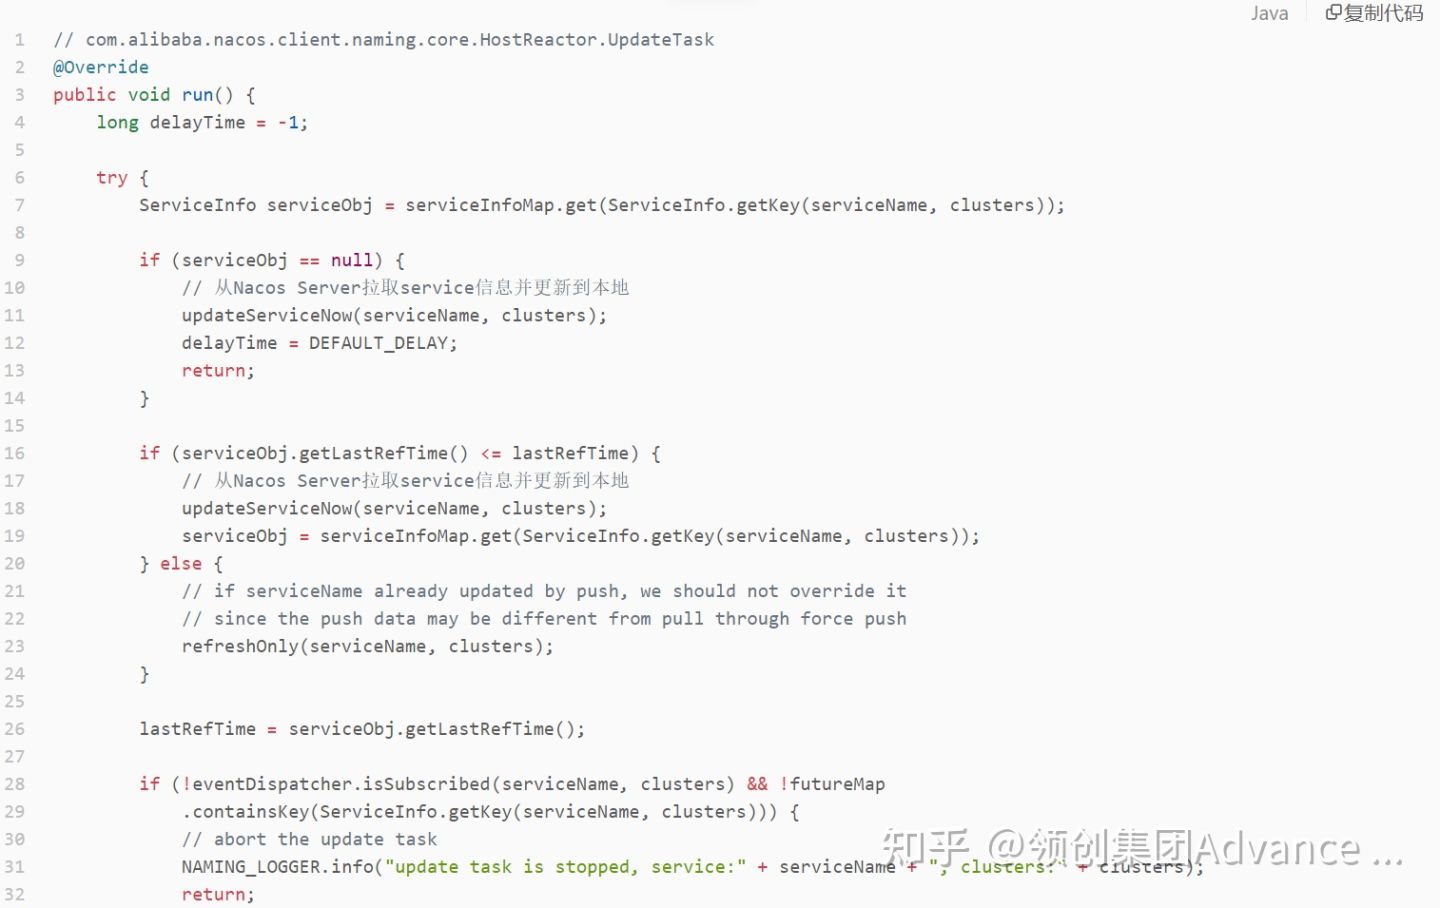 Java 复制代码
1 // com.alibaba.nacos.client.naming.core.HostReactor.UpdateTask
2 @Override
3 public void run() {
4     long delayTime = -1;
5
6     try {
7         ServiceInfo serviceObj = serviceInfoMap.get(ServiceInfo.getKey(serviceName, clusters));
8
9         if (serviceObj == null) {
10             // 从Nacos Server拉取service信息并更新到本地
11             updateServiceNow(serviceName, clusters);
12             delayTime = DEFAULT_DELAY;
13             return;
14         }
15
16         if (serviceObj.getLastRefTime() <= lastRefTime) {
17             // 从Nacos Server拉取service信息并更新到本地
18             updateServiceNow(serviceName, clusters);
19             serviceObj = serviceInfoMap.get(ServiceInfo.getKey(serviceName, clusters));
20         } else {
21             // if serviceName already updated by push, we should not override it
22             // since the push data may be different from pull through force push
23             refreshOnly(serviceName, clusters);
24         }
25
26         lastRefTime = serviceObj.getLastRefTime();
27
28         if (!eventDispatcher.isSubscribed(serviceName, clusters) && !futureMap
29             .containsKey(ServiceInfo.getKey(serviceName, clusters))) {
30             // abort the update task
31             NAMING_LOGGER.info("update task is stopped, service:" + serviceName + ", clusters:" + clusters);
32             return;
知乎 @领创集团Advance ...